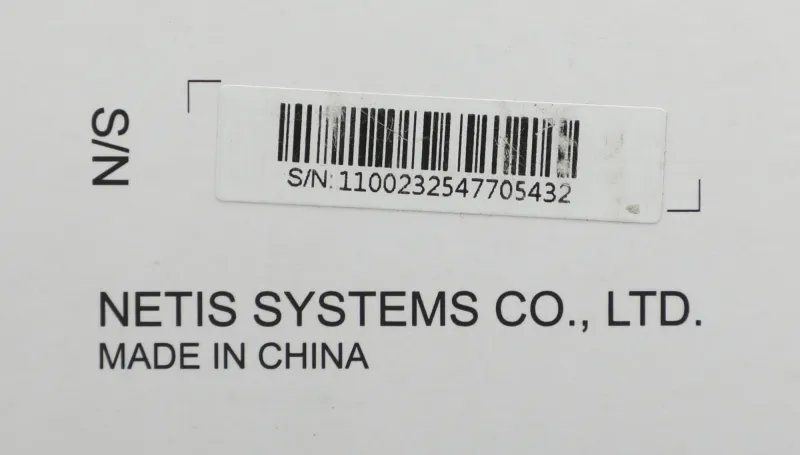 S/N
S/N: 1100232547705432
NETIS SYSTEMS CO., LTD.
MADE IN CHINA